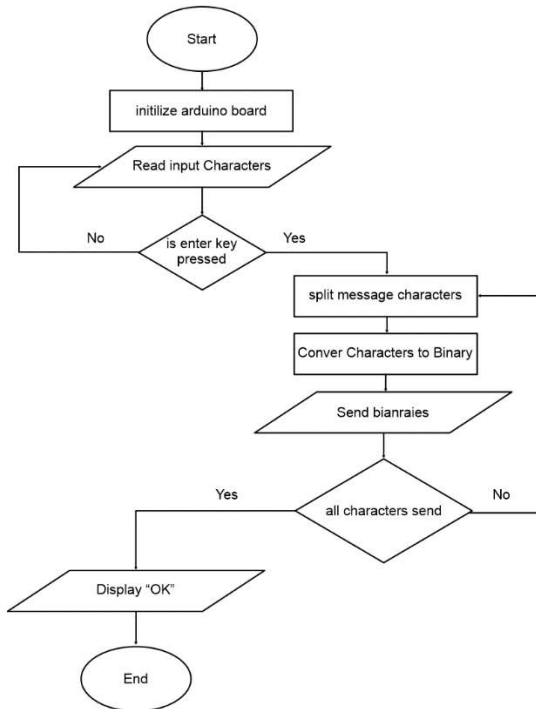 Start
initilize arduino board
Read input Characters
No
is enter key
pressed
Yes
split message characters
Conver Characters to Binary
Send bianraies
Yes
all characters send
No
Display “OK”
End